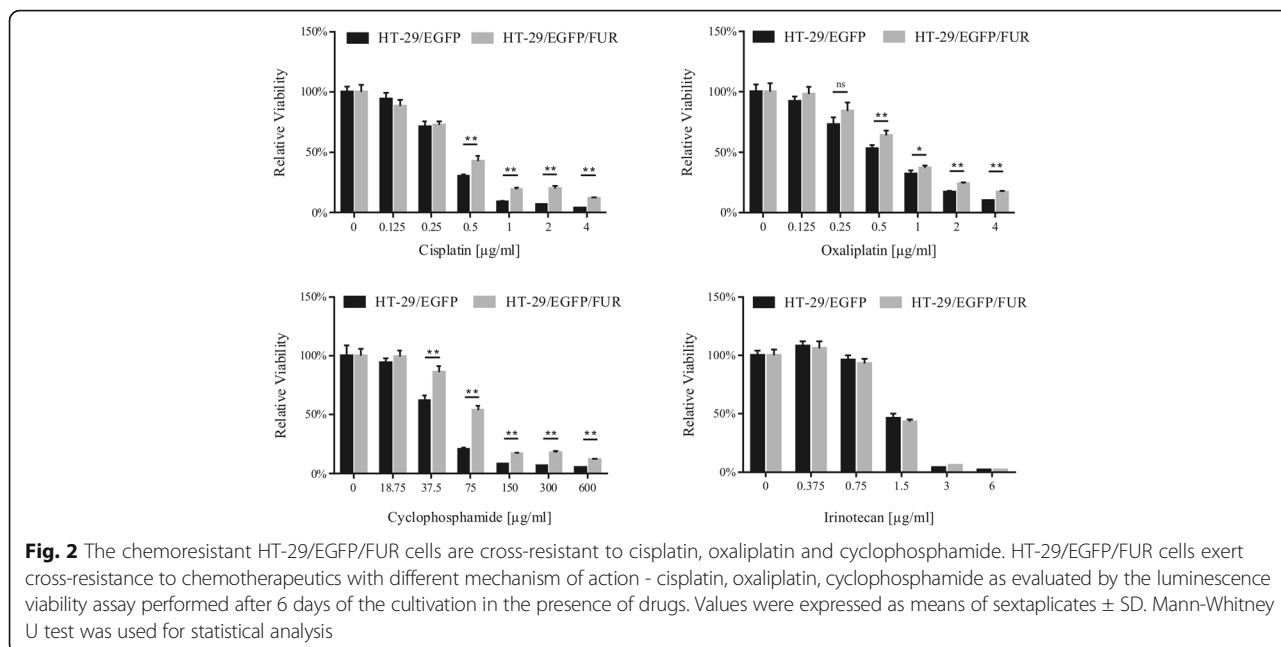 150%
HT-29/EGFP HT-29/EGFP/FUR
Relative Viability
100%
50%
0%
** ** ** **
0 0.125 0.25 0.5 1 2 4
Cisplatin [µg/ml]
150%
HT-29/EGFP HT-29/EGFP/FUR
Relative Viability
100%
50%
0%
ns ** * ** **
0 0.125 0.25 0.5 1 2 4
Oxaliplatin [µg/ml]
150%
HT-29/EGFP HT-29/EGFP/FUR
Relative Viability
100%
50%
0%
** ** ** ** **
0 18.75 37.5 75 150 300 600
Cyclophosphamide [µg/ml]
150%
HT-29/EGFP HT-29/EGFP/FUR
Relative Viability
100%
50%
0%
0 0.375 0.75 1.5 3 6
Irinotecan [µg/ml]
Fig. 2 The chemoresistant HT-29/EGFP/FUR cells are cross-resistant to cisplatin, oxaliplatin and cyclophosphamide. HT-29/EGFP/FUR cells exert
cross-resistance to chemotherapeutics with different mechanism of action - cisplatin, oxaliplatin, cyclophosphamide as evaluated by the luminescence
viability assay performed after 6 days of the cultivation in the presence of drugs. Values were expressed as means of sextaplicates ± SD. Mann-Whitney
U test was used for statistical analysis